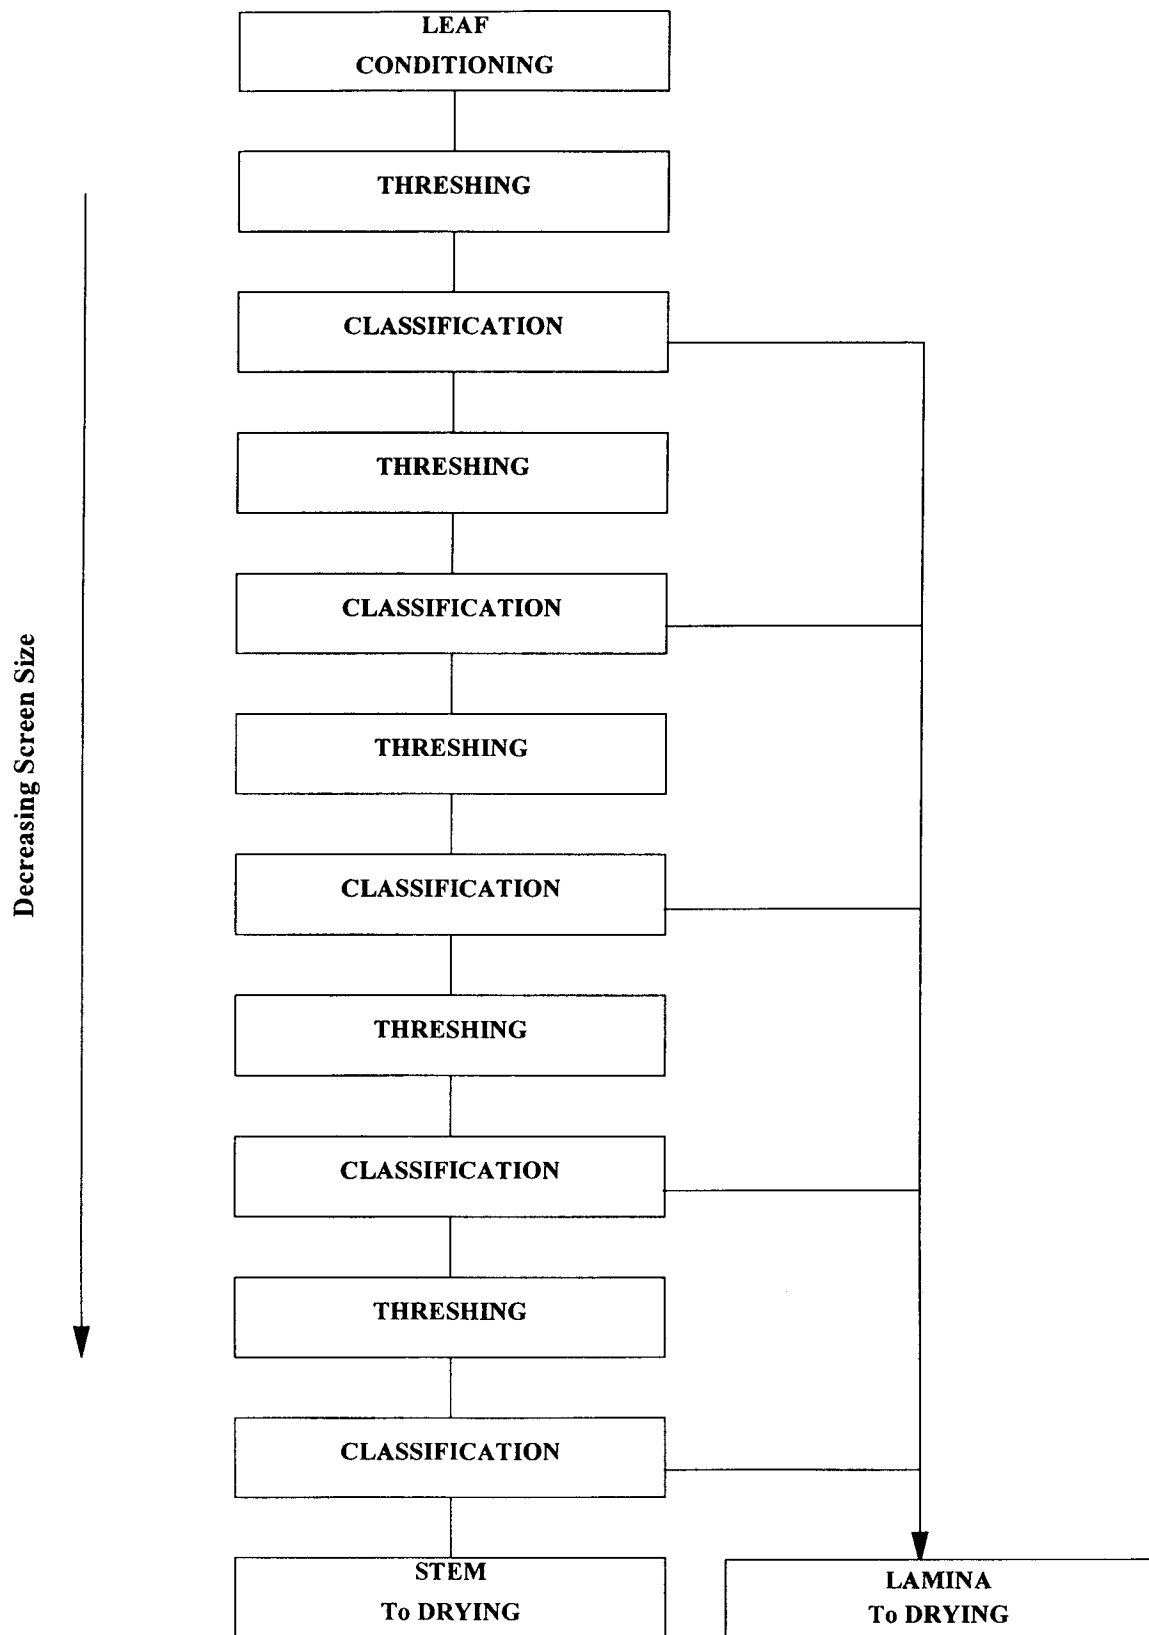 LEAF
CONDITIONING
THRESHING
CLASSIFICATION
THRESHING
CLASSIFICATION
THRESHING
CLASSIFICATION
THRESHING
CLASSIFICATION
THRESHING
CLASSIFICATION
STEM
To DRYING
LAMINA
To DRYING
Decreasing Screen Size